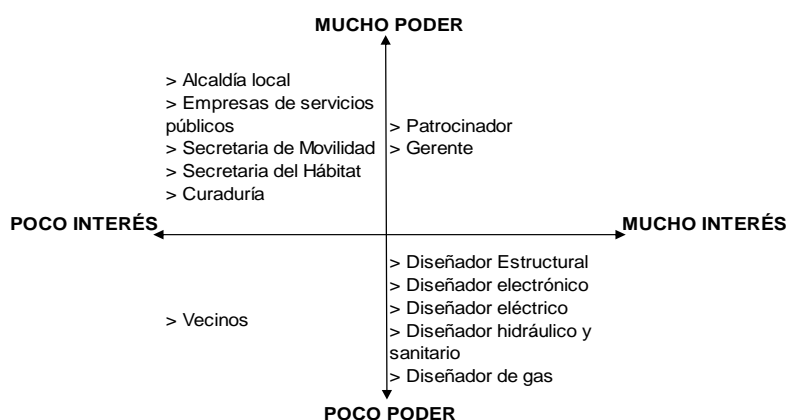 MUCHO PODER
> Alcaldía local
> Empresas de servicios
públicos
> Secretaria de Movilidad
> Secretaria del Hábitat
> Curaduría
> Patrocinador
> Gerente
POCO INTERÉS
MUCHO INTERÉS
> Vecinos
> Diseñador Estructural
> Diseñador electrónico
> Diseñador eléctrico
> Diseñador hidráulico y
sanitario
> Diseñador de gas
POCO PODER